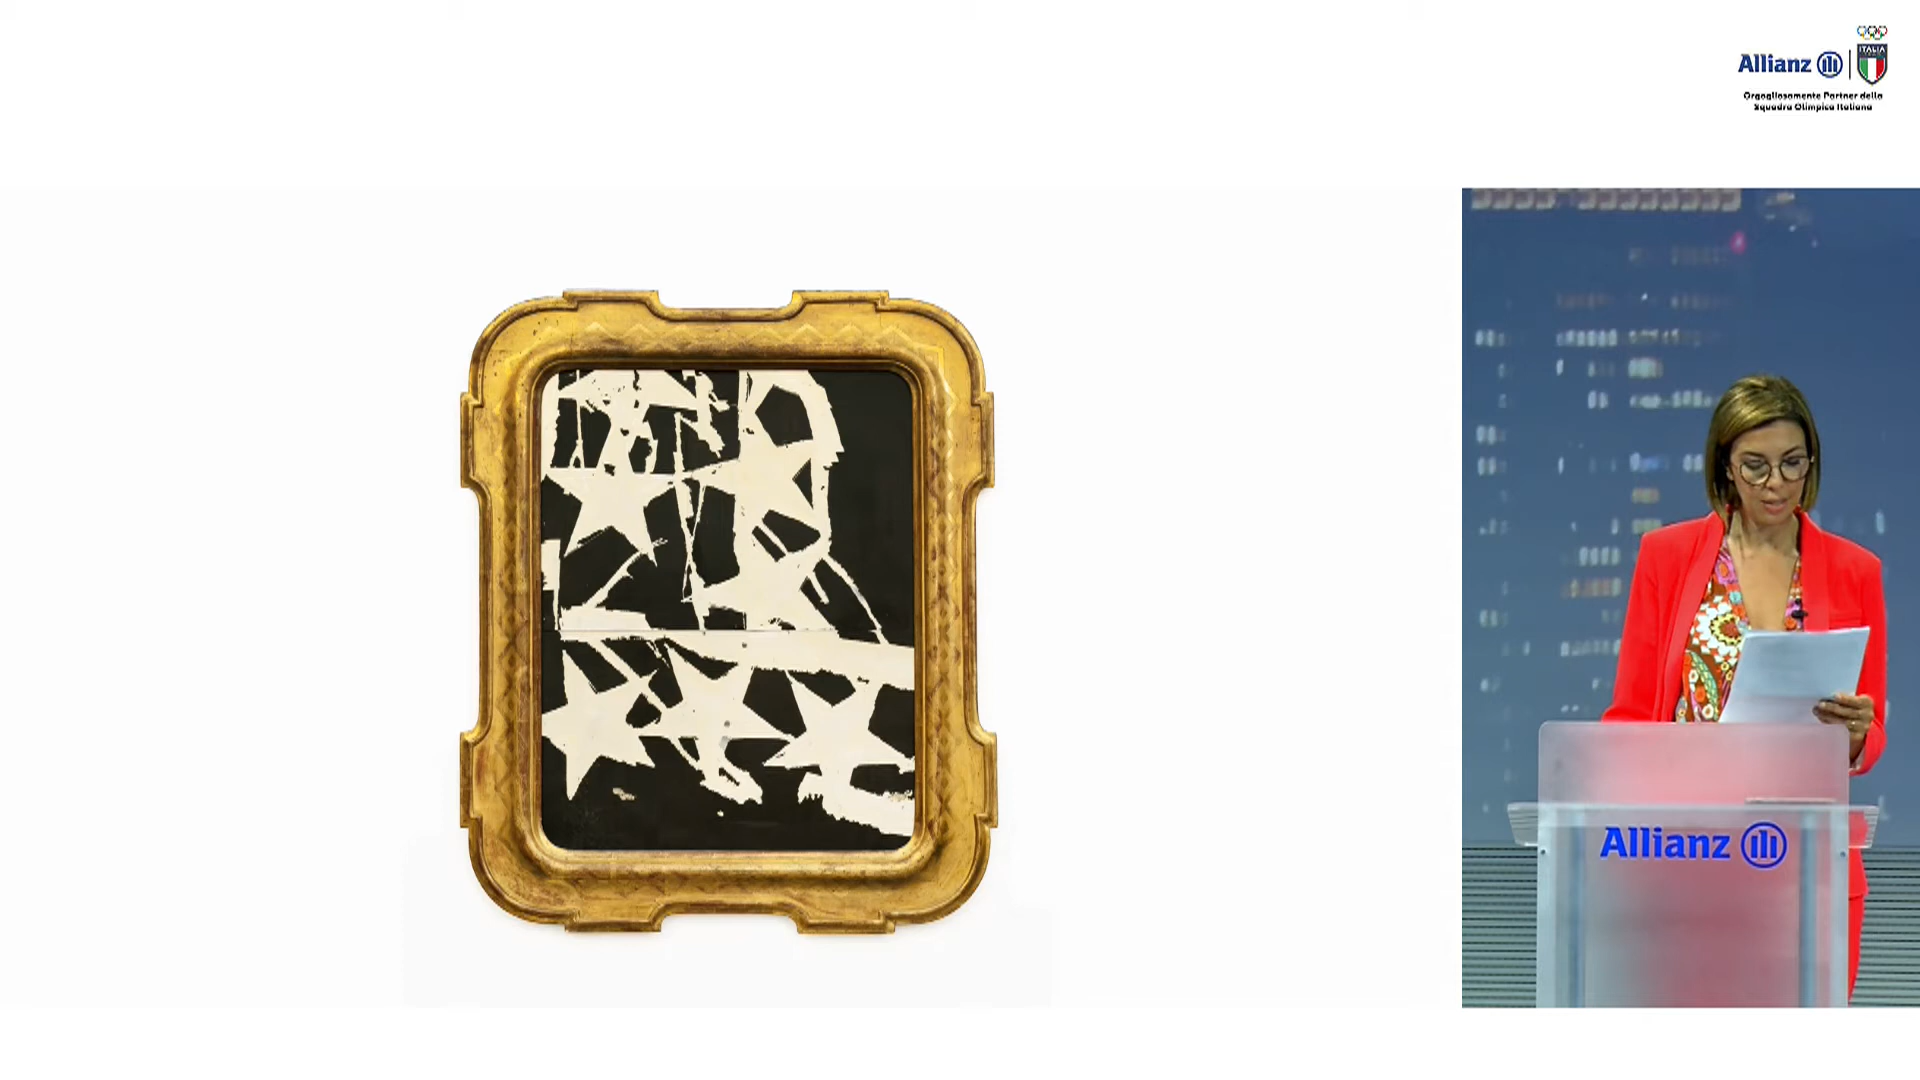 Allianz
ITALIA
Orgogliosamente Partner della
Squadra Olimpica Italiana
Allianz